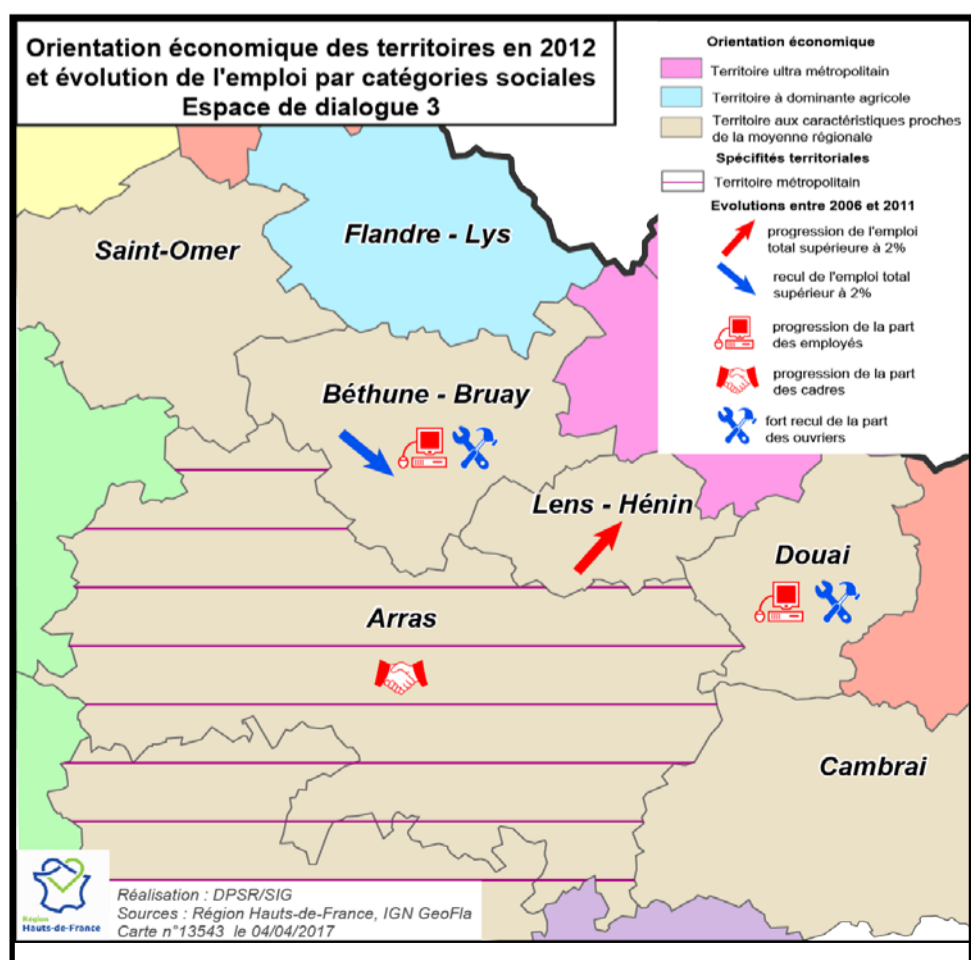 Orientation économique des territoires en 2012
et évolution de l'emploi par catégories sociales
Espace de dialogue 3
Orientation économique
Territoire ultra métropolitain
Territoire à dominante agricole
Territoire aux caractéristiques proches
de la moyenne régionale
Spécifités territoriales
Territoire métropolitain
Evolutions entre 2006 et 2011
progression de l'emploi
total supérieure à 2%
recul de l'emploi total
supérieur à 2%
progression de la part
des employés
progression de la part
des cadres
fort recul de la part
des ouvriers
Saint-Omer
Flandre - Lys
Béthune - Bruay
Lens - Hénin
Douai
Arras
Cambrai
Région
Hauts-de-France
Réalisation : DPSR/SIG
Sources : Région Hauts-de-France, IGN GeoFla
Carte n°13543 le 04/04/2017